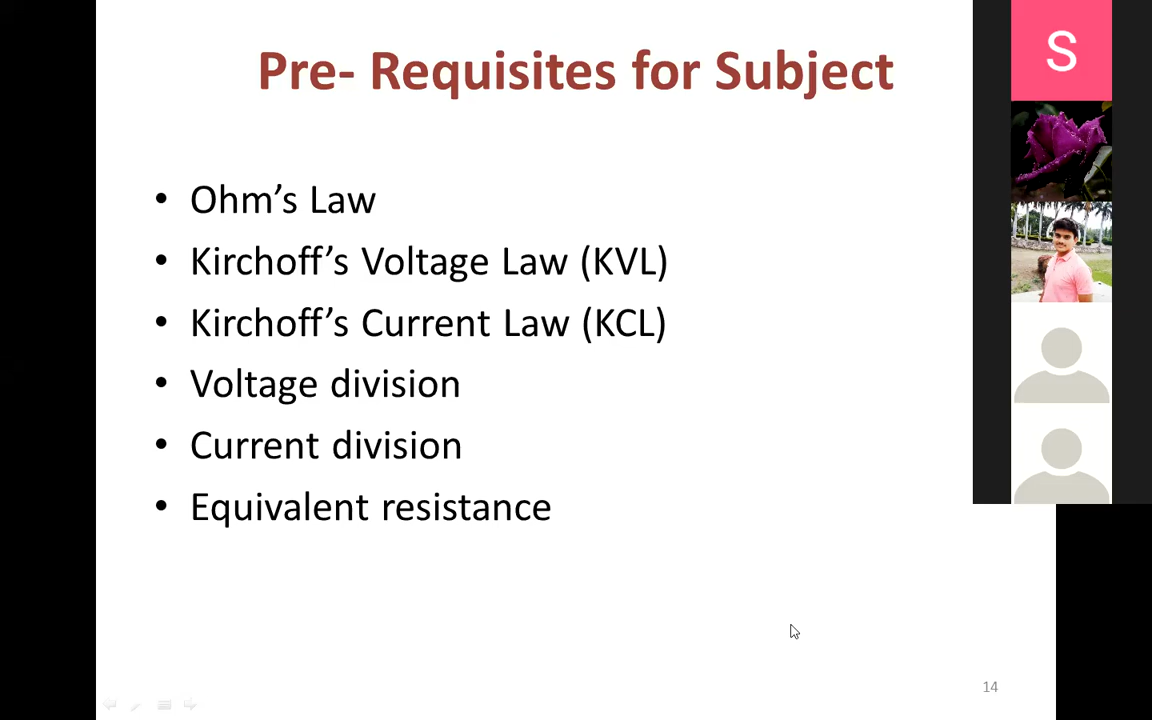 Pre- Requisites for Subject
• Ohm’s Law
• Kirchoff’s Voltage Law (KVL)
• Kirchoff’s Current Law (KCL)
• Voltage division
• Current division
• Equivalent resistance
14
S